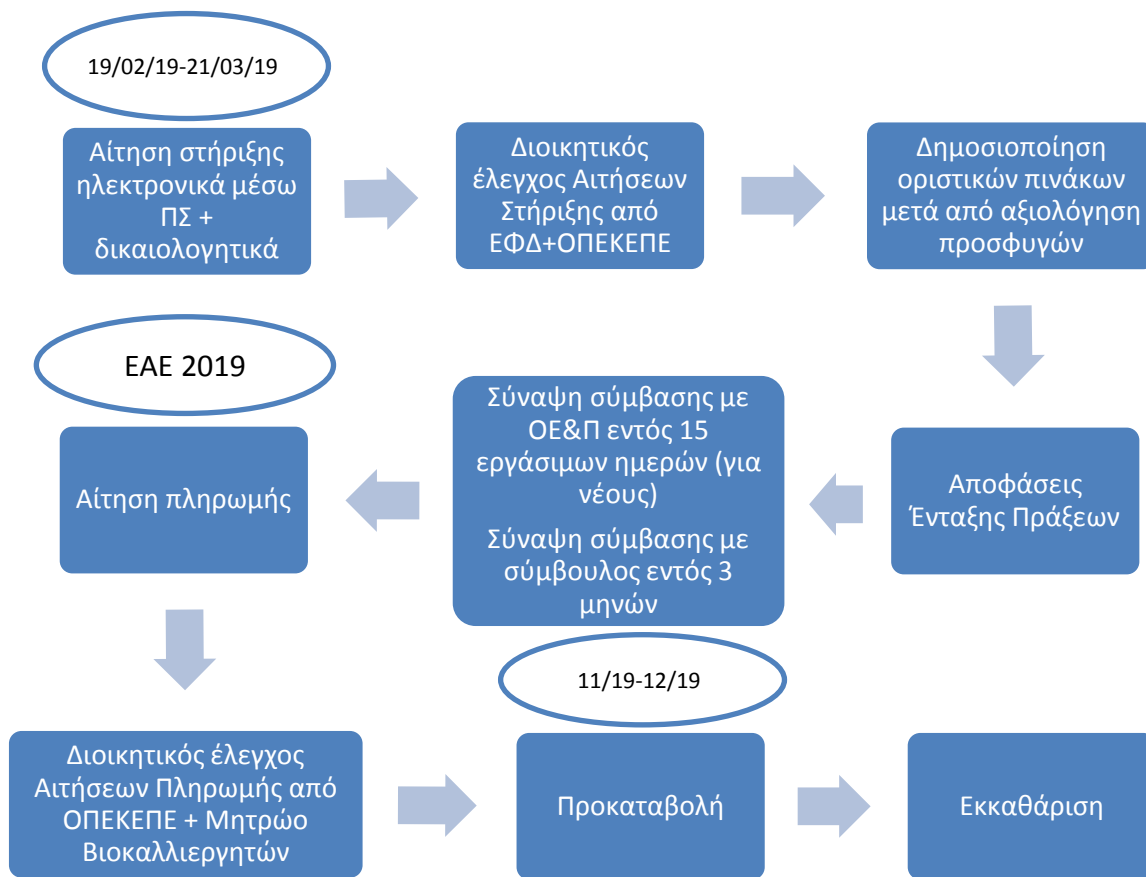 19/02/19-21/03/19
Αίτηση στήριξης
ηλεκτρονικά μέσω
ΠΣ +
δικαιολογητικά
Διοικητικός
έλεγχος Αιτήσεων
Στήριξης από
ΕΦΔ+ΟΠΕΚΕΠΕ
Δημοσιοποίηση
οριστικών πινάκων
μετά από αξιολόγηση
προσφυγών
Αποφάσεις
Ένταξης Πράξεων
Σύναψη σύμβασης με
ΟΕ&Π εντός 15
εργάσιμων ημερών (για
νέους)
Σύναψη σύμβασης με
σύμβουλος εντός 3
μηνών
ΕΑΕ 2019
Αίτηση πληρωμής
Διοικητικός έλεγχος
Αιτήσεων Πληρωμής από
ΟΠΕΚΕΠΕ + Μητρώο
Βιοκαλλιεργητών
11/19-12/19
Προκαταβολή
Εκκαθάριση